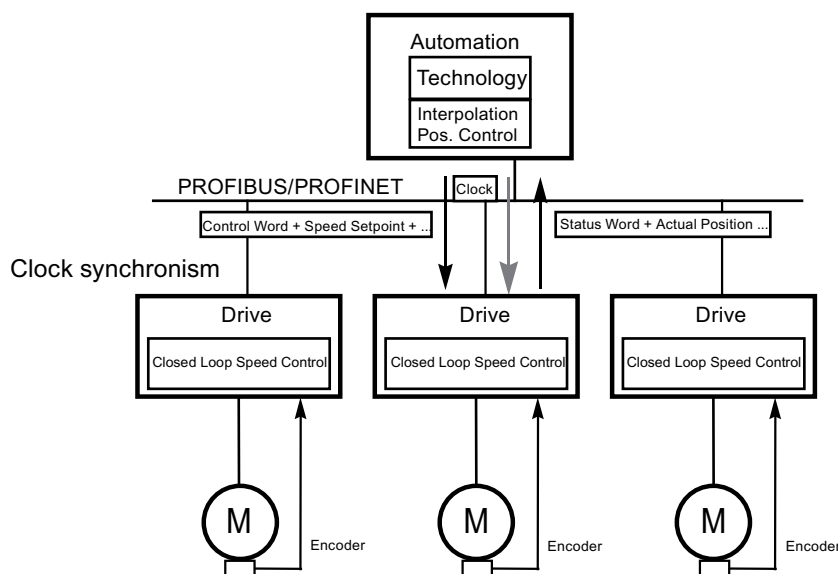 Automation
Technology
Interpolation
Pos. Control
PROFIBUS/PROFINET
Clock
Control Word + Speed Setpoint + ...
Status Word + Actual Position ...
Clock synchronism
Drive
Closed Loop Speed Control
Drive
Closed Loop Speed Control
Drive
Closed Loop Speed Control
M
Encoder
M
Encoder
M
Encoder